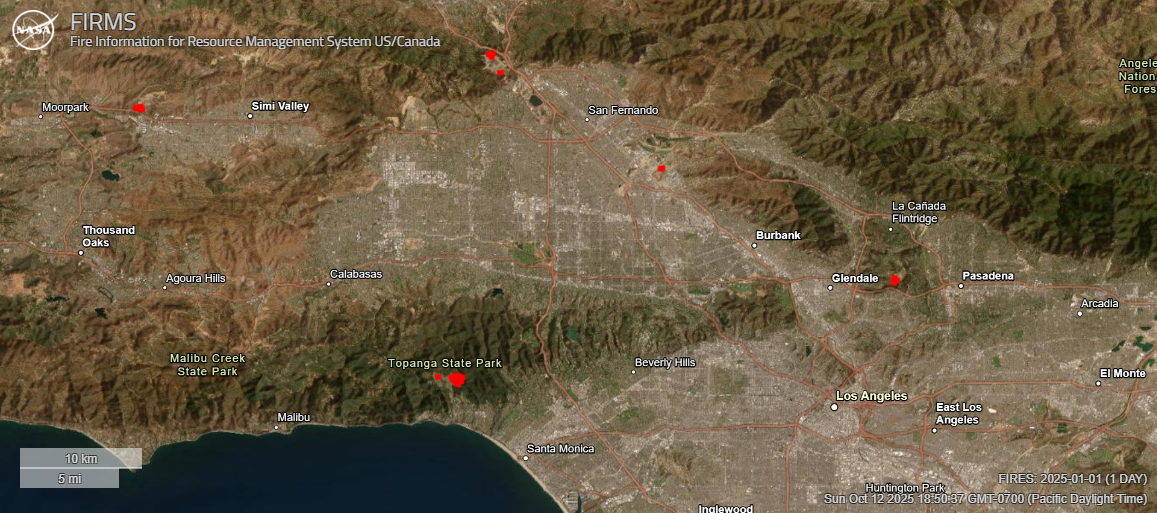 NASA
FIRMS
Fire Information for Resource Management System US/Canada
Moorpark
Simi Valley
San Fernando
La Cañada
Flintridge
Thousand
Oaks
Burbank
Agoura Hills
Calabasas
Glendale
Pasadena
Arcadia
Malibu Creek
State Park
Topanga State Park
Beverly Hills
El Monte
Los Angeles
East Los
Angeles
Malibu
Santa Monica
10 km
5 mi
Huntington Park
Inglewood
FIRES: 2025-01-01 (1 DAY)
Sun Oct 12 2025 18:50:37 GMT-0700 (Pacific Daylight Time)